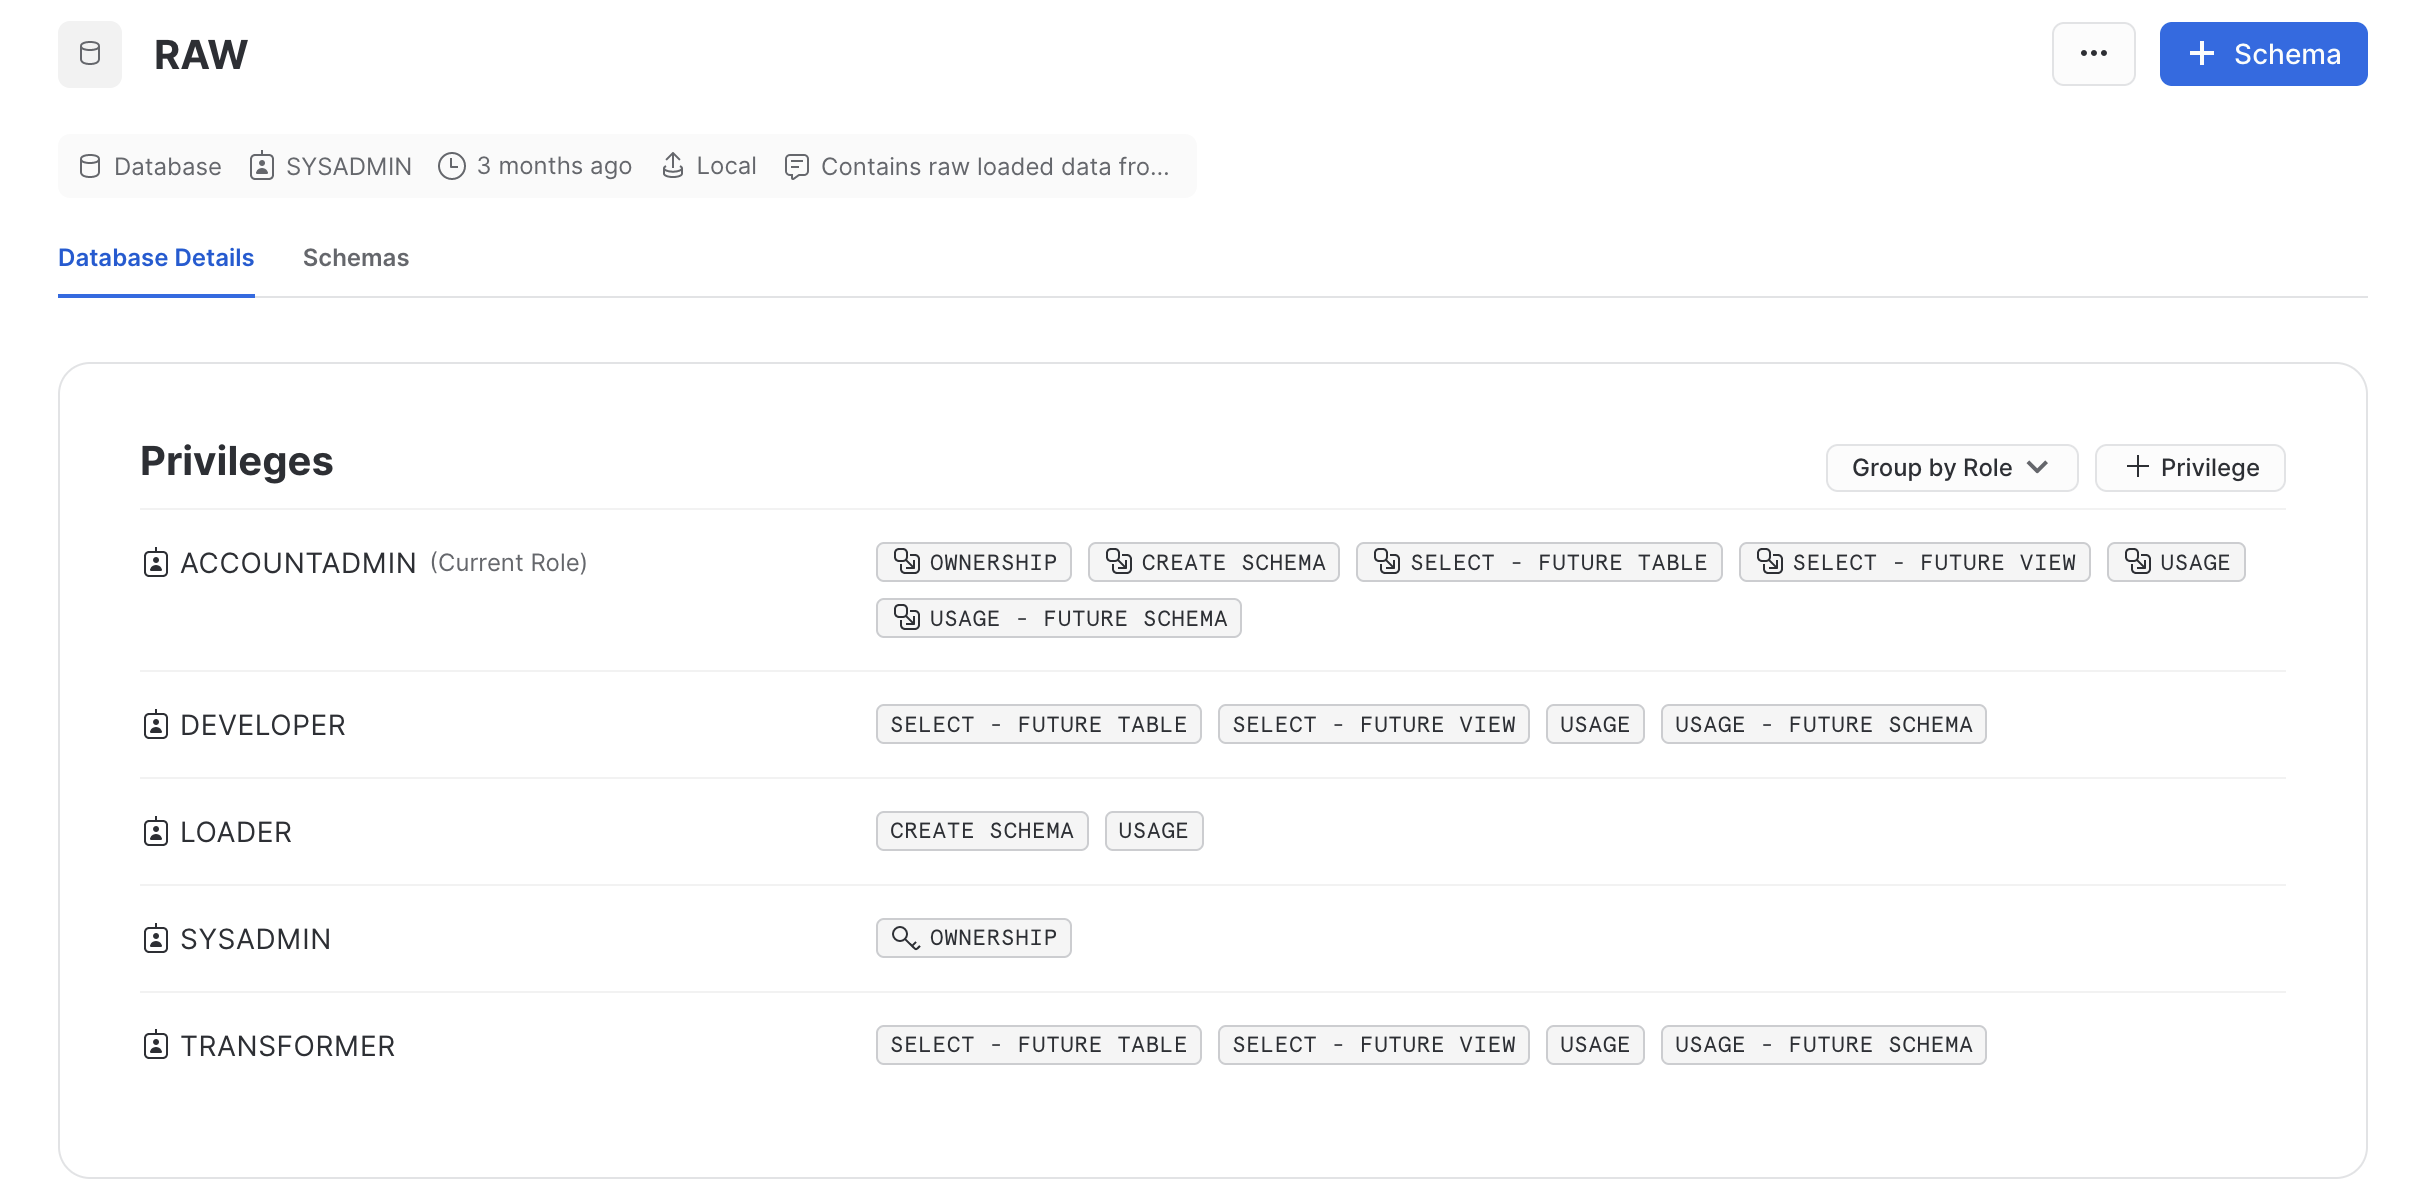 RAW
Schema
Database SYSADMIN 3 months ago Local Contains raw loaded data fro...
Database Details Schemas
Privileges
Group by Role Privilege
ACCOUNTADMIN (Current Role) OWNERSHIP CREATE SCHEMA SELECT - FUTURE TABLE SELECT - FUTURE VIEW USAGE
USAGE - FUTURE SCHEMA
DEVELOPER SELECT - FUTURE TABLE SELECT - FUTURE VIEW USAGE USAGE - FUTURE SCHEMA
LOADER CREATE SCHEMA USAGE
SYSADMIN OWNERSHIP
TRANSFORMER SELECT - FUTURE TABLE SELECT - FUTURE VIEW USAGE USAGE - FUTURE SCHEMA